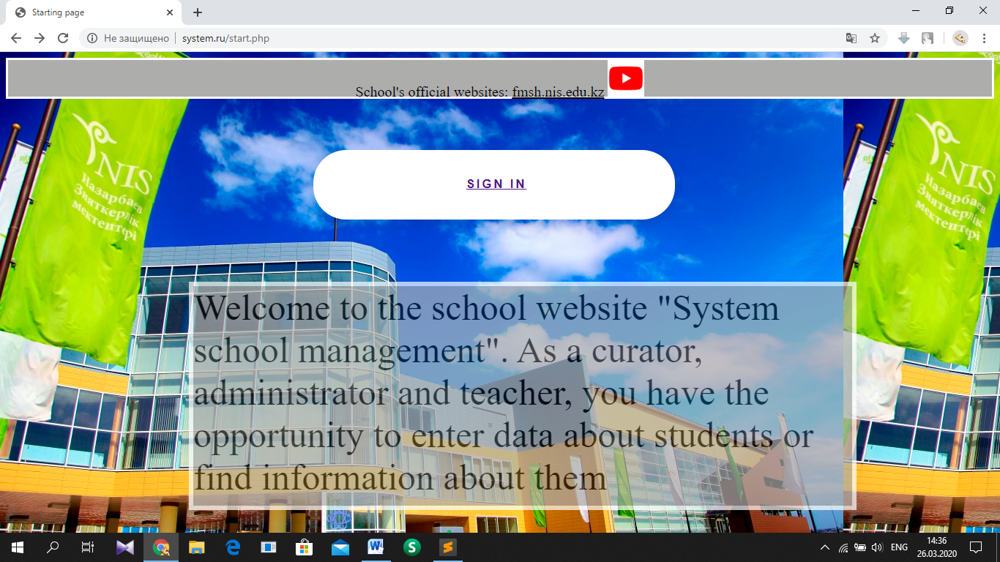 Starting page
Не защищено
system.ru/start.php
School's official websites: fmsh.nis.edu.kz
SIGN IN
NIS
Назарбаев
Зияткерлік
мектептері
NIS
Назарбаев
Зияткерлік
мектептері
Welcome to the school website "System
school management". As a curator,
administrator and teacher, you have the
opportunity to enter data about students or
find information about them
W
S
ENG
14:36
26.03.2020